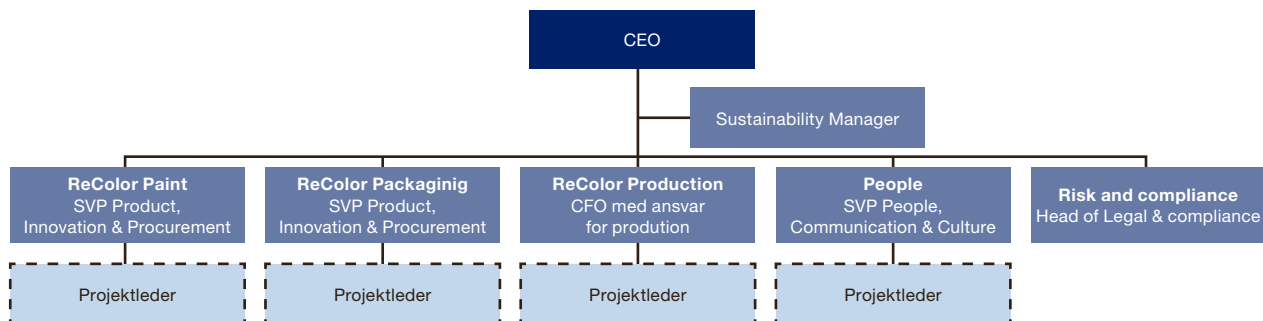 CEO
Sustainability Manager
ReColor Paint
SVP Product,
Innovation & Procurement
ReColor Packaginig
SVP Product,
Innovation & Procurement
ReColor Production
CFO med ansvar
for prodution
People
SVP People,
Communication & Culture
Risk and compliance
Head of Legal & compliance
Projektleder
Projektleder
Projektleder
Projektleder